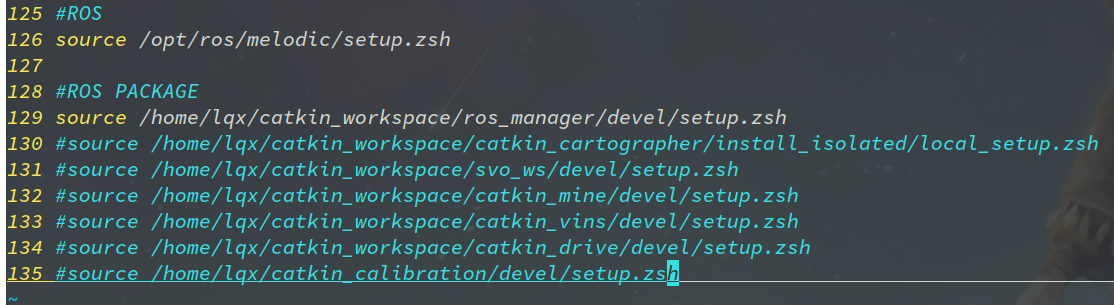 125 #ROS
126 source /opt/ros/melodic/setup.zsh
127
128 #ROS PACKAGE
129 source /home/lqx/catkin_workspace/ros_manager/devel/setup.zsh
130 #source /home/lqx/catkin_workspace/catkin_cartographer/install_isolated/local_setup.zsh
131 #source /home/lqx/catkin_workspace/svo_ws/devel/setup.zsh
132 #source /home/lqx/catkin_workspace/catkin_mine/devel/setup.zsh
133 #source /home/lqx/catkin_workspace/catkin_vins/devel/setup.zsh
134 #source /home/lqx/catkin_workspace/catkin_drive/devel/setup.zsh
135 #source /home/lqx/catkin_calibration/devel/setup.zsh
~